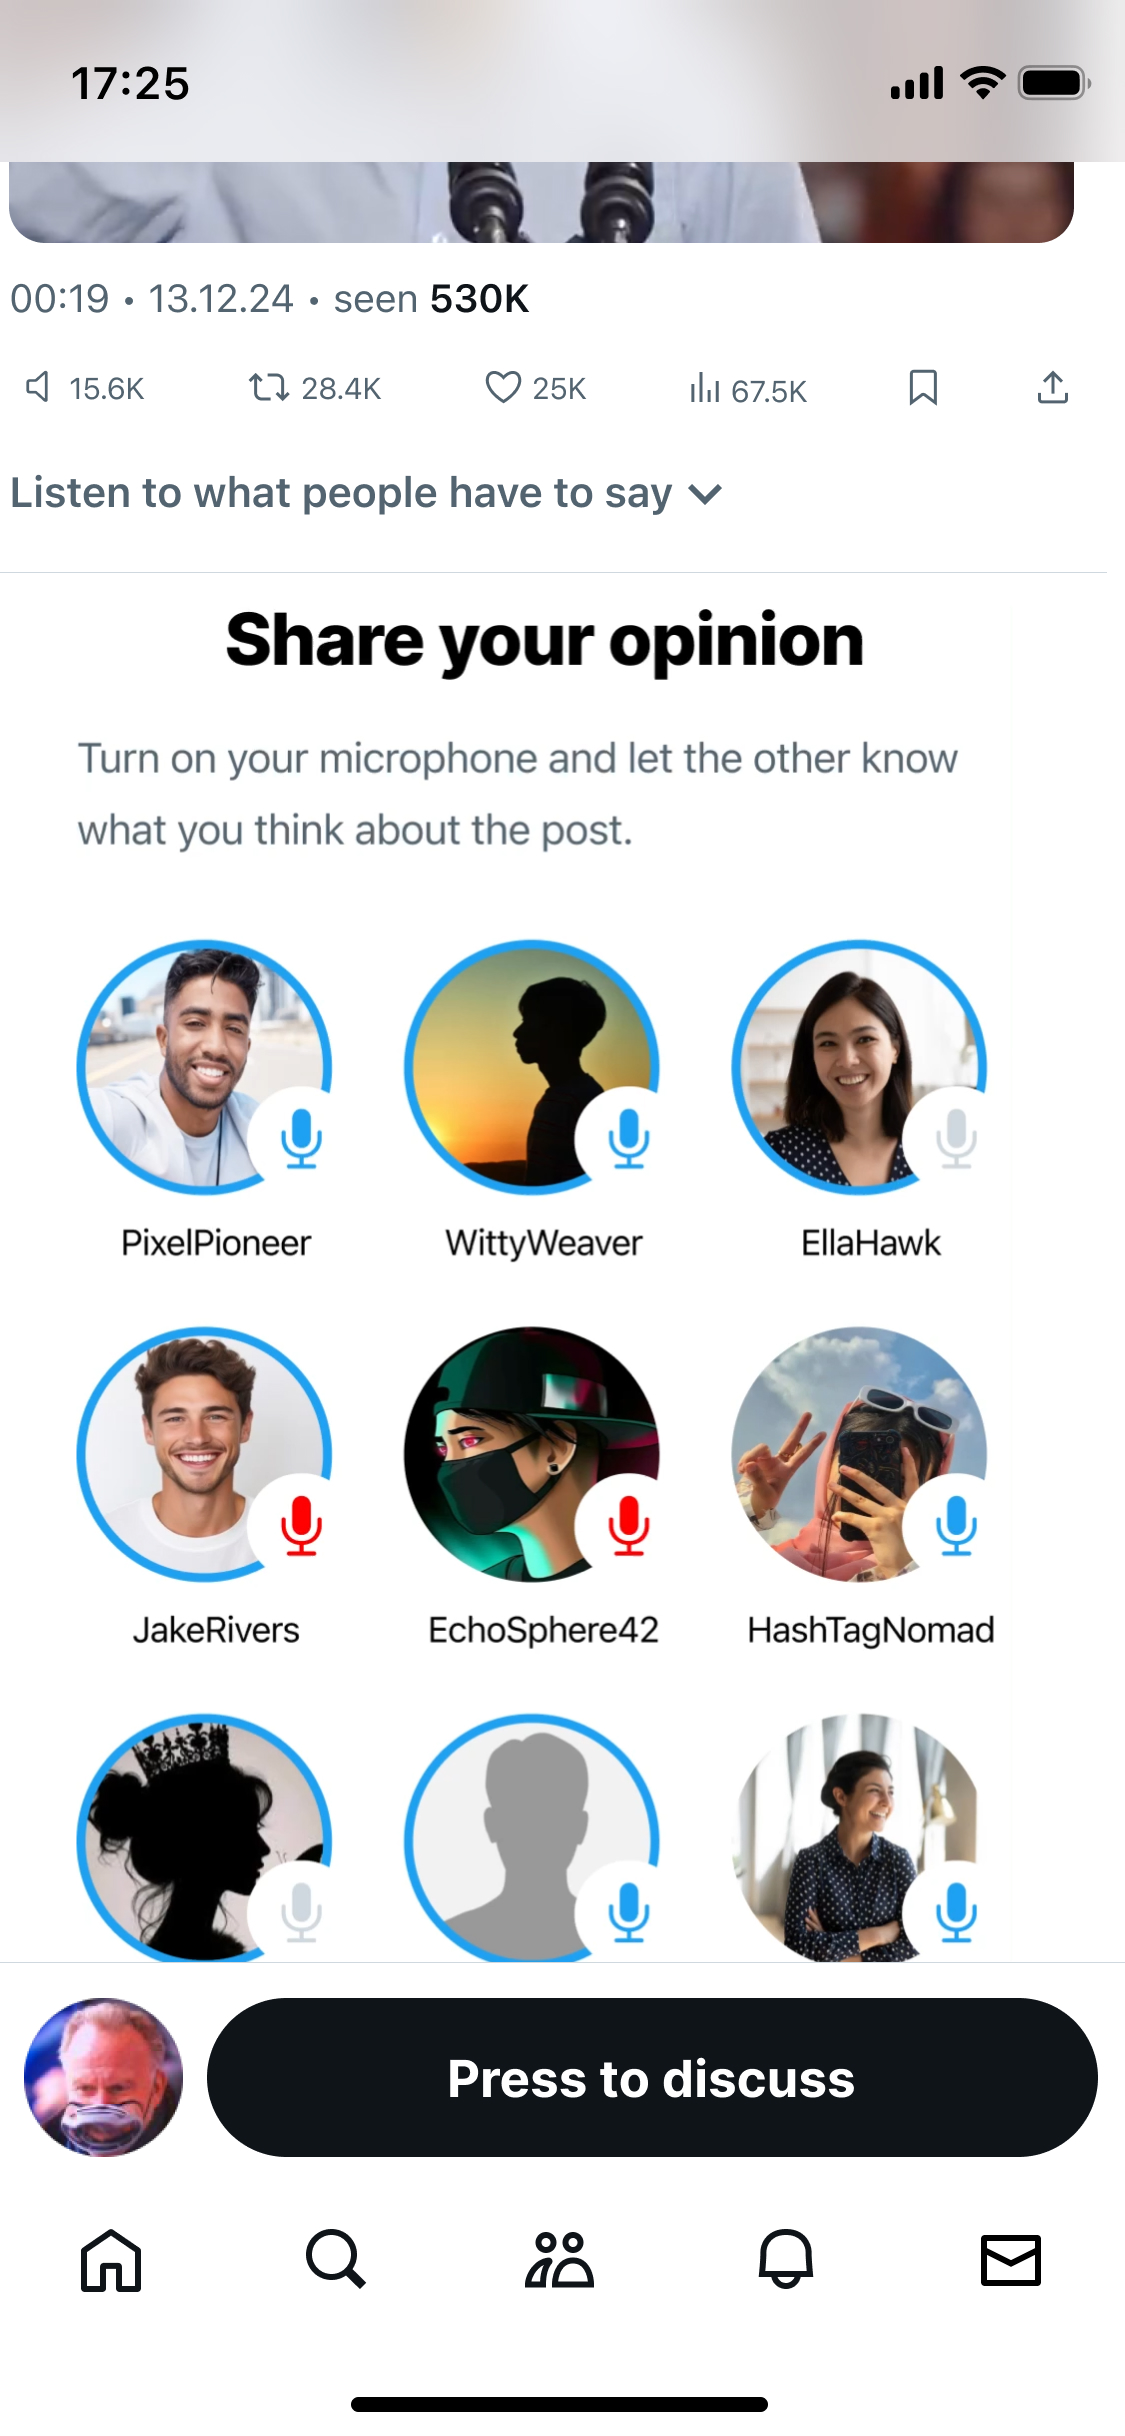 17:25
00:19 • 13.12.24 • seen 530K
15.6K 28.4K 25K 67.5K
Listen to what people have to say
Share your opinion
Turn on your microphone and let the other know
what you think about the post.
PixelPioneer WittyWeaver EllaHawk
JakeRivers EchoSphere42 HashTagNomad
Press to discuss